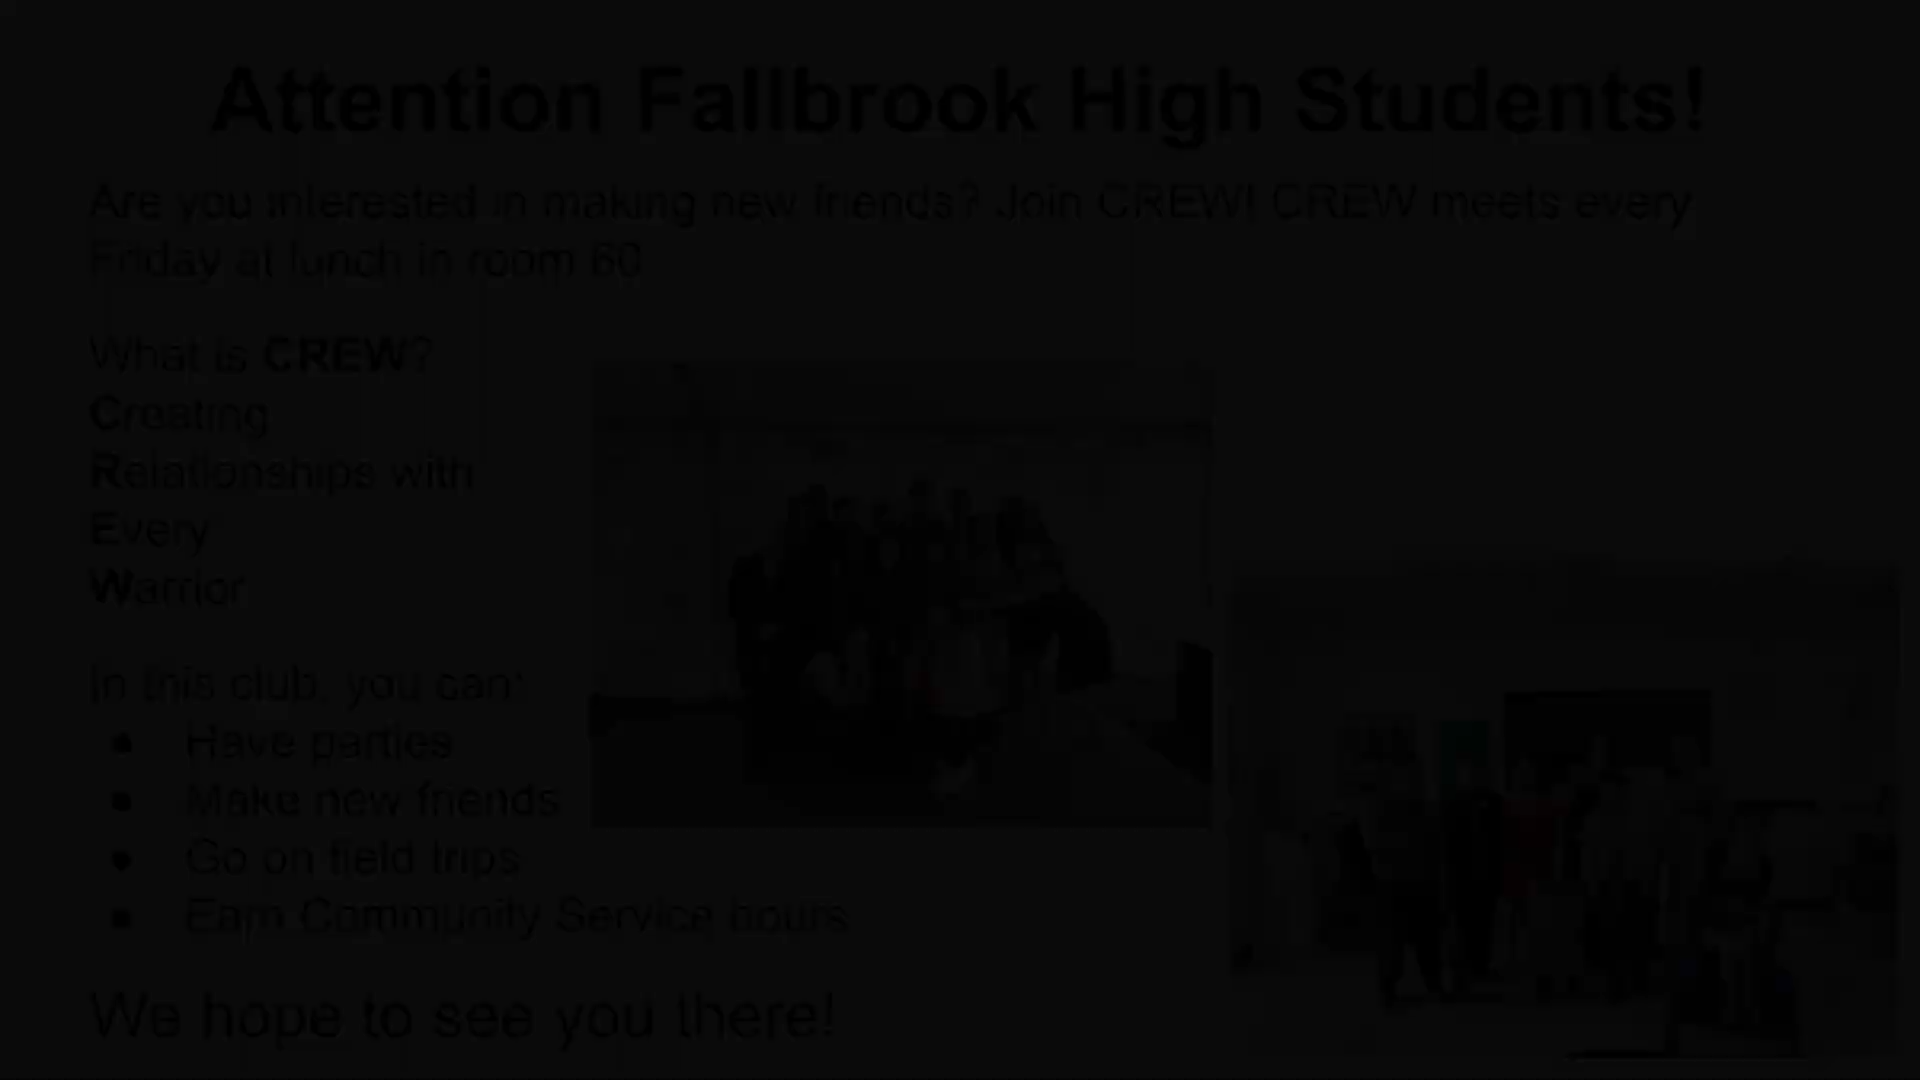 Attention Fallbrook High Students!
Are you interested in making new friends? Join CREW! CREW meets every
Friday at lunch in room 60
What is CREW?
Creating
Relationships with
Every
Warrior
In this club, you can:
● Have parties
● Make new friends
● Go on field trips
● Earn Community Service hours
We hope to see you there!